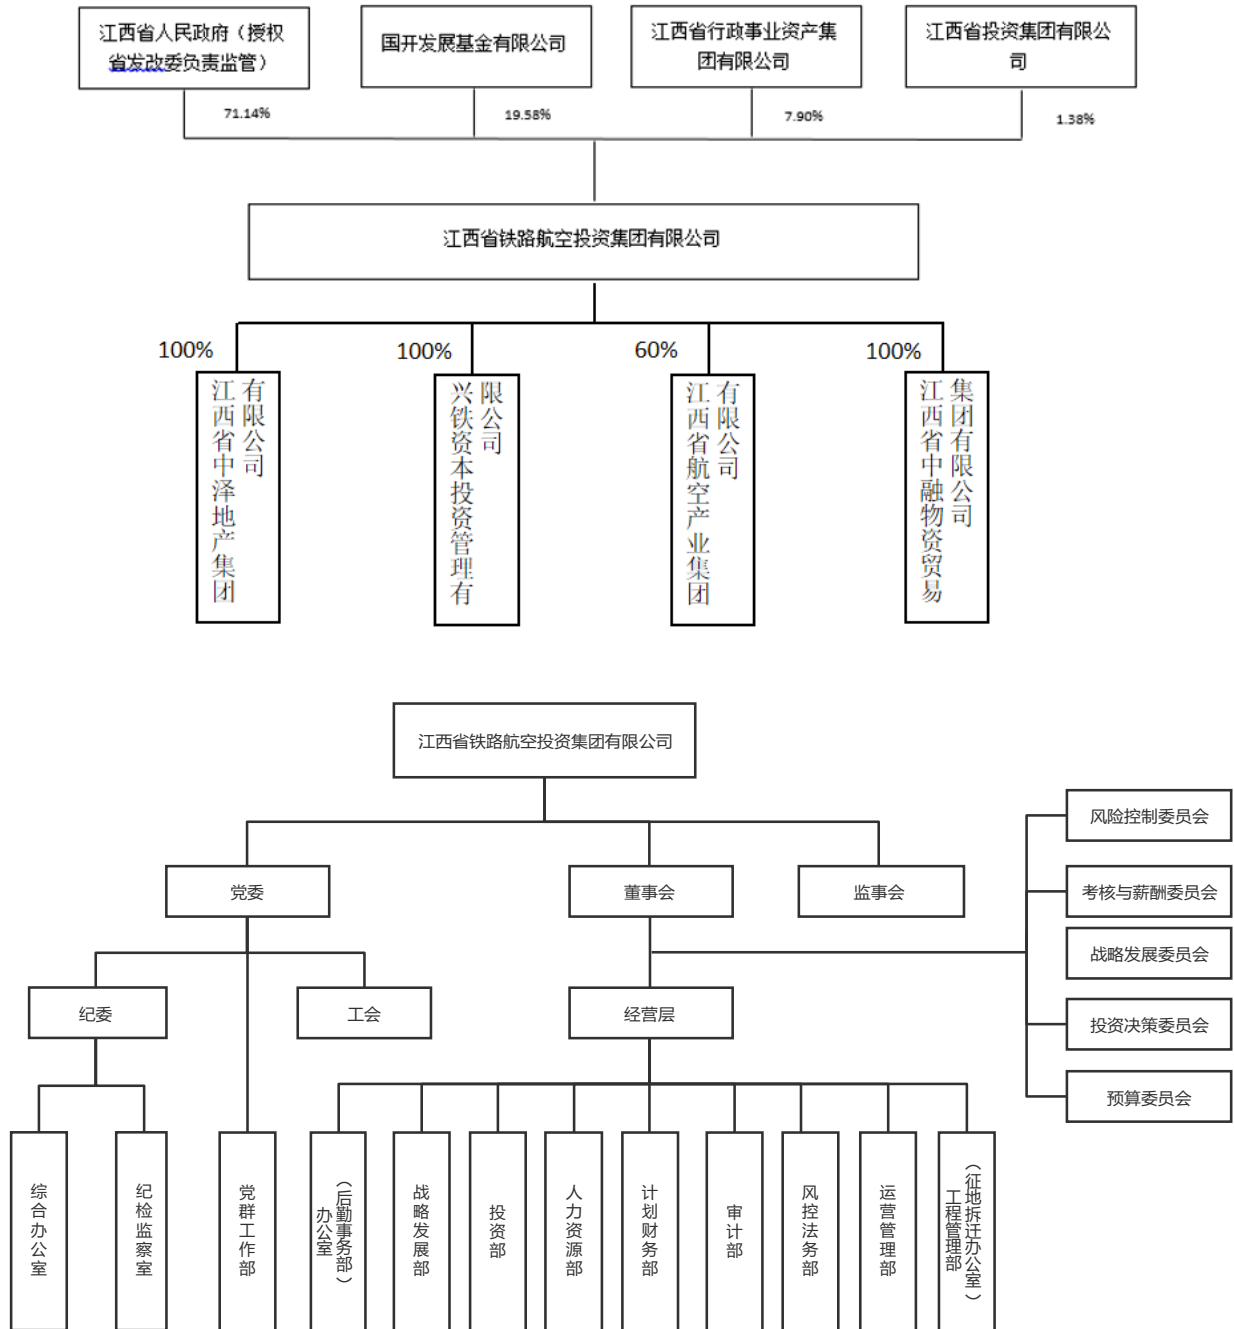 江西省人民政府（授权
省发改委负责监管）
国开发展基金有限公司
江西省行政事业资产集
团有限公司
江西省投资集团有限公
司
71.14%
19.58%
7.90%
1.38%
江西省铁路航空投资集团有限公司
100%
100%
60%
100%
江西省中泽地产集团
有限公司
兴铁资本投资管理有
限公司
江西省航空产业集团
有限公司
江西省中融物资贸易
集团有限公司
江西省铁路航空投资集团有限公司
风险控制委员会
党委
董事会
监事会
考核与薪酬委员会
战略发展委员会
纪委
工会
经营层
投资决策委员会
预算委员会
综合办公室
纪检监察室
党群工作部
办公室
（后勤事务部）
战略发展部
投资部
人力资源部
计划财务部
审计部
风控法务部
运营管理部
工程管理部
（征地拆迁办公室）